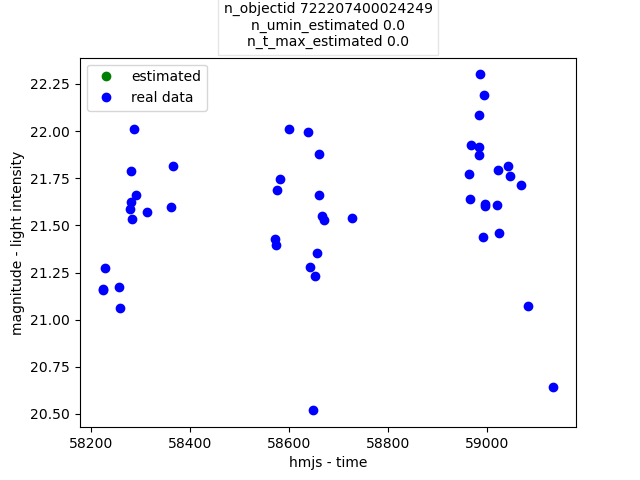 n_objectid 722207400024249
n_umin_estimated 0.0
n_t_max_estimated 0.0
estimated
real data
22.25
22.00
21.75
21.50
21.25
21.00
20.75
20.50
magnitude - light intensity
58200 58400 58600 58800 59000
hmjs - time